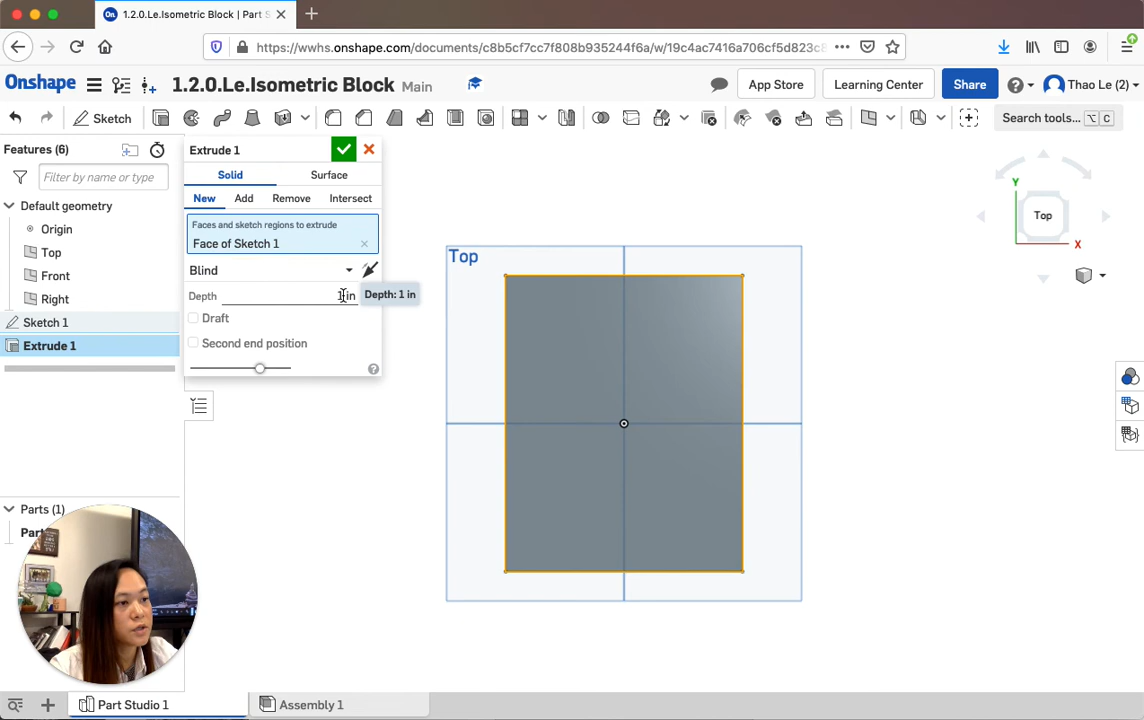 1.2.0.Le.Isometric Block | Part S
https://wwhs.onshape.com/documents/c8b5cf7cc7f808b935244f6a/w/19c4ac7416a706cf5d823c8
Onshape
1.2.0.Le.Isometric Block Main
App Store
Learning Center
Share
Thao Le (2)
Sketch
Search tools... ⌥ C
Features (6)
Filter by name or type
Default geometry
Origin
Top
Front
Right
Sketch 1
Extrude 1
Parts (1)
Par
Extrude 1
Solid
Surface
New
Add
Remove
Intersect
Faces and sketch regions to extrude
Face of Sketch 1
Blind
Depth
1 in
Depth: 1 in
Draft
Second end position
Top
Y
Top
X
Part Studio 1
Assembly 1